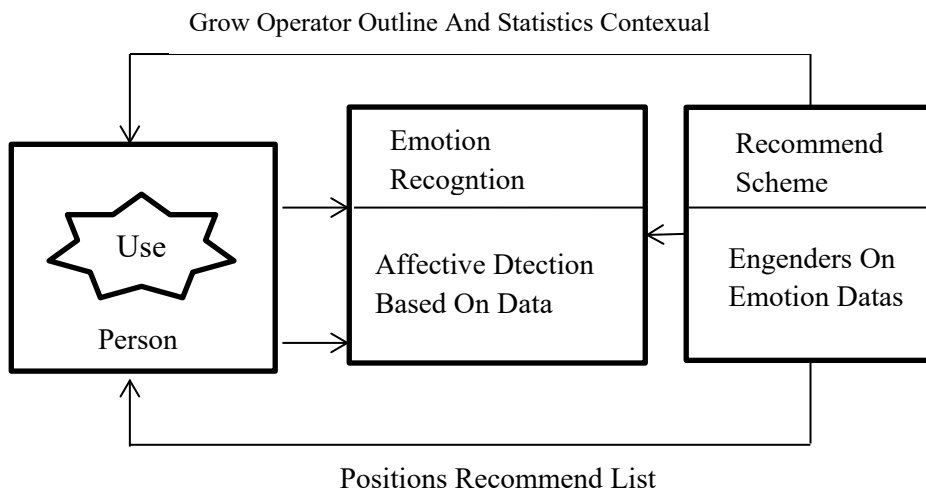 Grow Operator Outline And Statistics Contexual
Use
Person
Emotion
Recogntion
Affective Dtection
Based On Data
Recommend
Scheme
Engenders On
Emotion Datas
Positions Recommend List